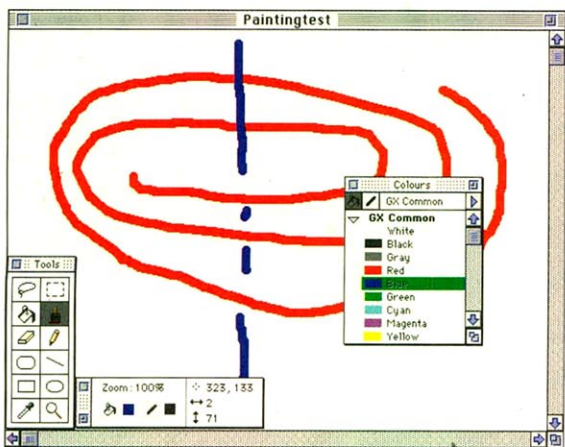 Paintingtest
Colours
GX Common
GX Common
White
Black
Gray
Red
Blue
Green
Cyan
Magenta
Yellow
Tools
Zoom: 100%
323, 133
2
71